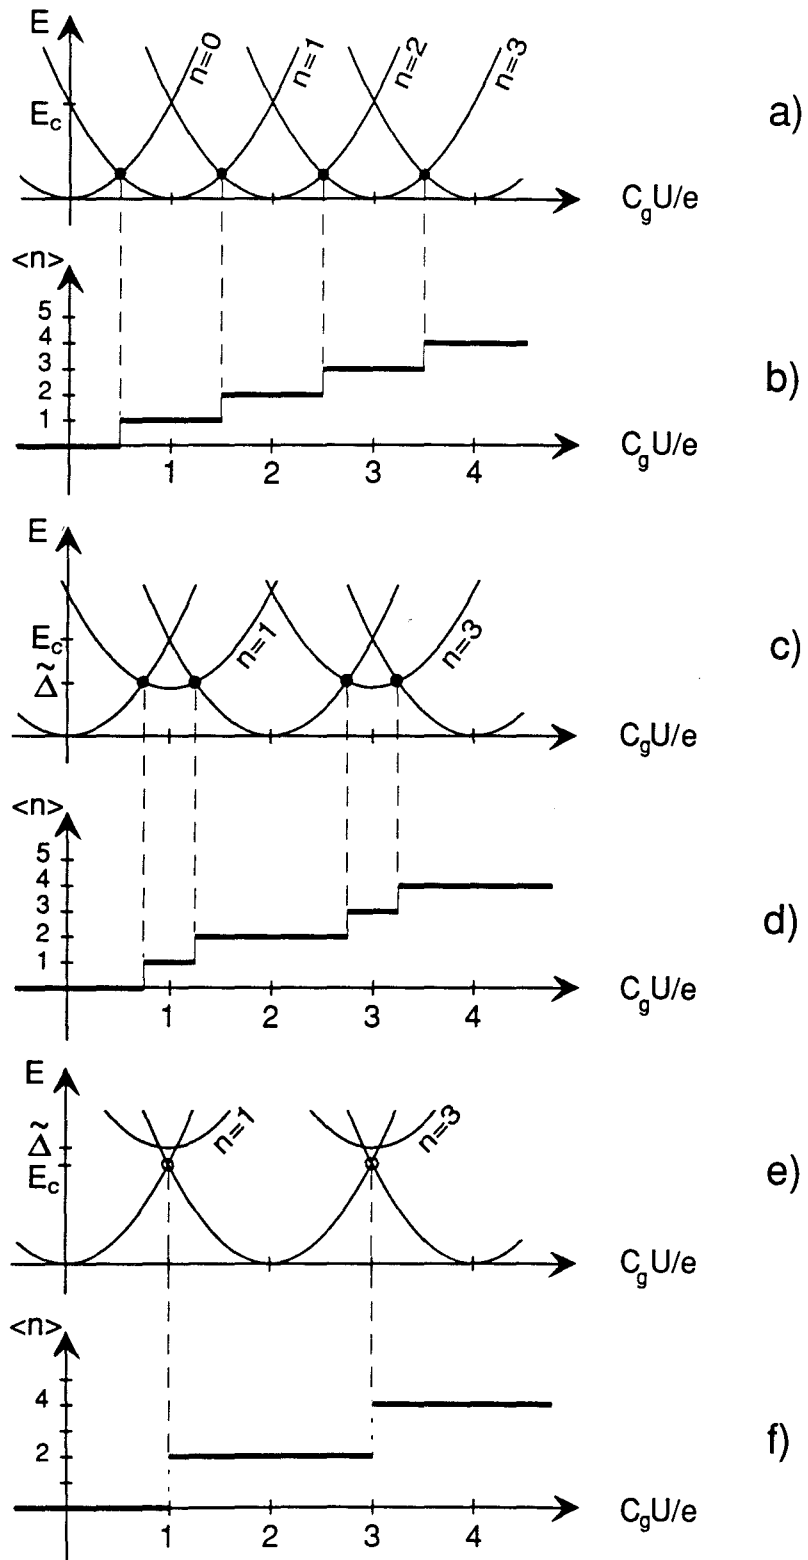 E
n=0
n=1
n=2
n=3
a)
E_c
C_gU/e
<n>
5
4
3
2
1
b)
C_gU/e
1 2 3 4
E
E_c
n=1
n=3
c)
Δ̃
C_gU/e
<n>
5
4
3
2
1
d)
C_gU/e
1 2 3 4
E
n=1
n=3
Δ̃
E_c
e)
C_gU/e
<n>
4
2
f)
C_gU/e
1 2 3 4